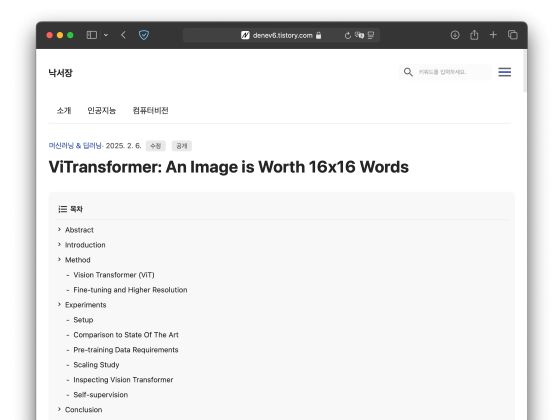 denev6.tistory.com
낙서장
키워드를 입력하세요.
소개 인공지능 컴퓨터비전
머신러닝 & 딥러닝· 2025. 2. 6. 수정 공개
ViTransformer: An Image is Worth 16x16 Words
목차
Abstract
Introduction
Method
- Vision Transformer (ViT)
- Fine-tuning and Higher Resolution
Experiments
- Setup
- Comparison to State Of The Art
- Pre-training Data Requirements
- Scaling Study
- Inspecting Vision Transformer
- Self-supervision
Conclusion